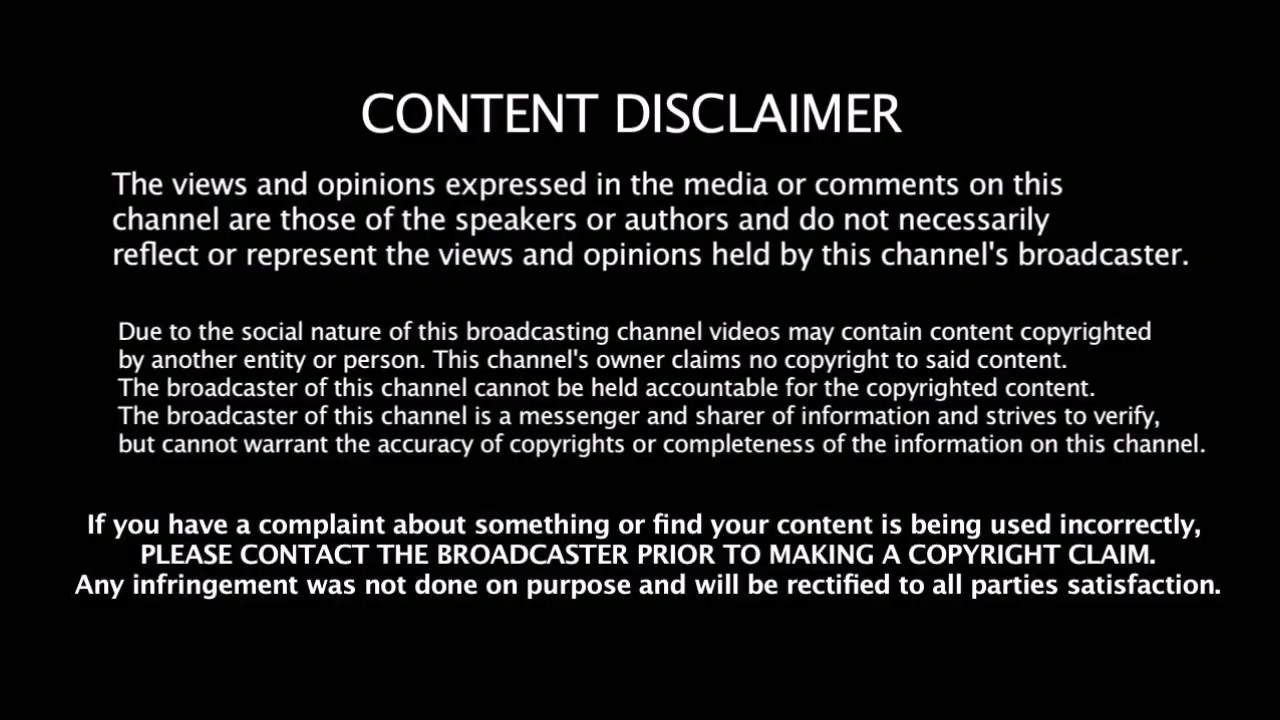 CONTENT DISCLAIMER
The views and opinions expressed in the media or comments on this
channel are those of the speakers or authors and do not necessarily
reflect or represent the views and opinions held by this channel's broadcaster.
Due to the social nature of this broadcasting channel videos may contain content copyrighted
by another entity or person. This channel's owner claims no copyright to said content.
The broadcaster of this channel cannot be held accountable for the copyrighted content.
The broadcaster of this channel is a messenger and sharer of information and strives to verify,
but cannot warrant the accuracy of copyrights or completeness of the information on this channel.
If you have a complaint about something or find your content is being used incorrectly,
PLEASE CONTACT THE BROADCASTER PRIOR TO MAKING A COPYRIGHT CLAIM.
Any infringement was not done on purpose and will be rectified to all parties satisfaction.